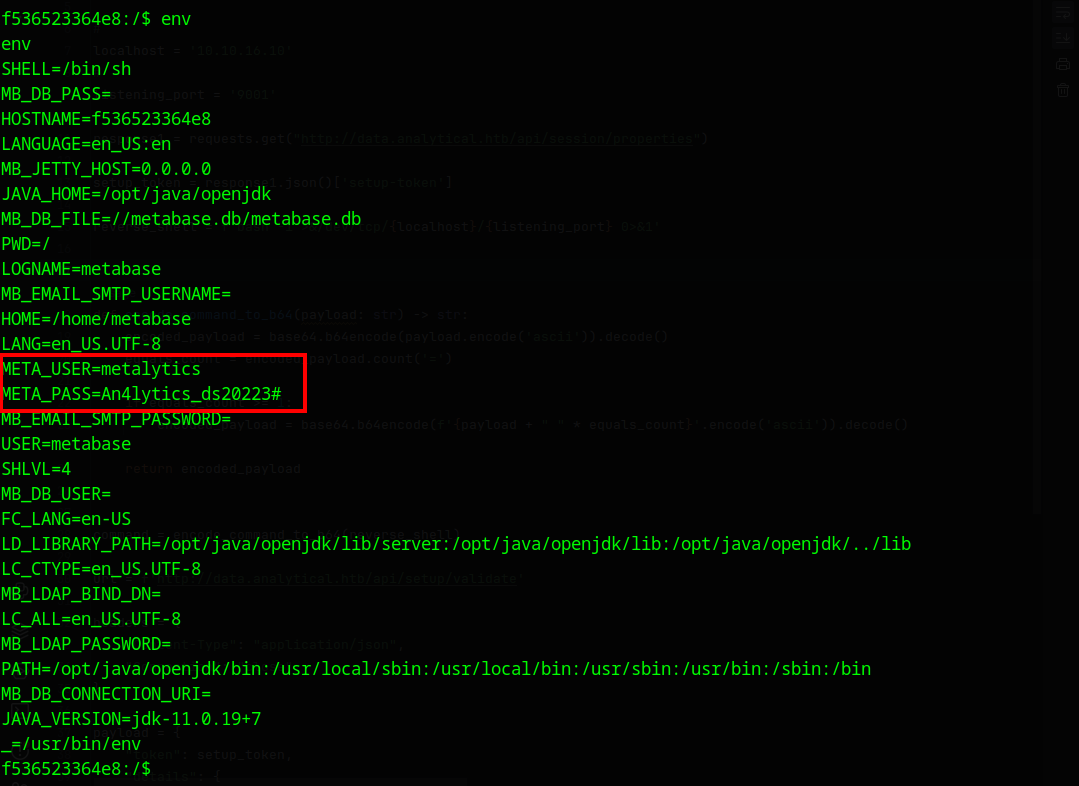 f536523364e8:/$ env
env
SHELL=/bin/sh
MB_DB_PASS=
HOSTNAME=f536523364e8
LANGUAGE=en_US:en
MB_JETTY_HOST=0.0.0.0
JAVA_HOME=/opt/java/openjdk
MB_DB_FILE=//metabase.db/metabase.db
PWD=/
LOGNAME=metabase
MB_EMAIL_SMTP_USERNAME=
HOME=/home/metabase
LANG=en_US.UTF-8
META_USER=metalytics
META_PASS=An4lytics_ds20223#
MB_EMAIL_SMTP_PASSWORD=
USER=metabase
SHLVL=4
MB_DB_USER=
FC_LANG=en-US
LD_LIBRARY_PATH=/opt/java/openjdk/lib/server:/opt/java/openjdk/lib:/opt/java/openjdk/../lib
LC_CTYPE=en_US.UTF-8
MB_LDAP_BIND_DN=
LC_ALL=en_US.UTF-8
MB_LDAP_PASSWORD=
PATH=/opt/java/openjdk/bin:/usr/local/sbin:/usr/local/bin:/usr/sbin:/usr/bin:/sbin:/bin
MB_DB_CONNECTION_URI=
JAVA_VERSION=jdk-11.0.19+7
_=/usr/bin/env
f536523364e8:/$